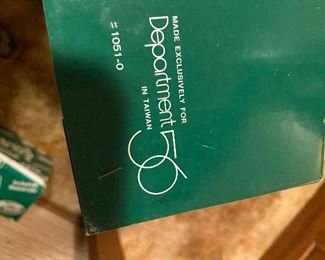 MADE EXCLUSIVELY FOR
Department 56
IN TAIWAN
#1051-0